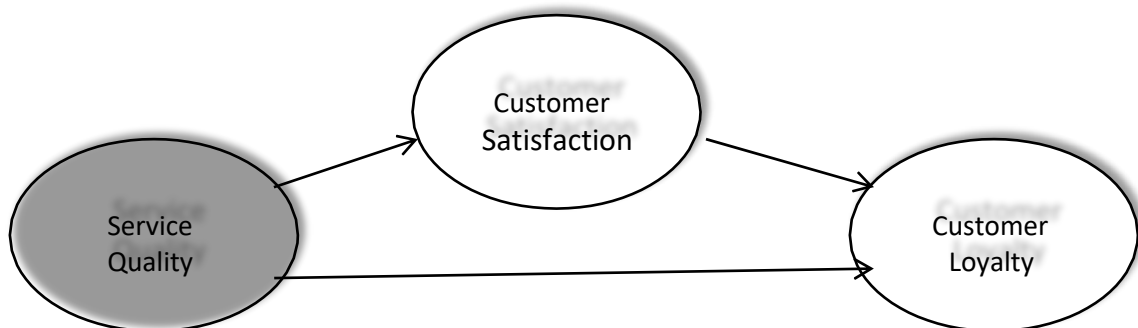 Customer
Satisfaction
Service
Quality
Customer
Loyalty